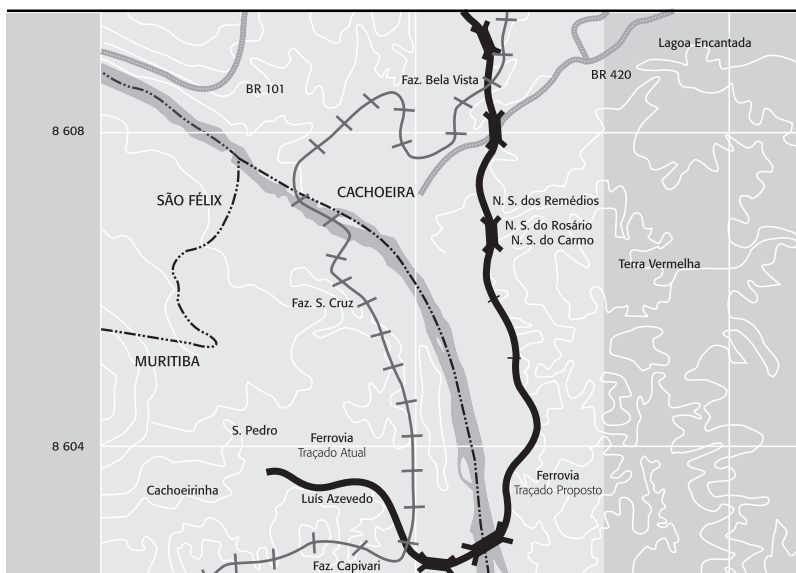 Lagoa Encantada
Faz. Bela Vista
BR 420
BR 101
8 608
CACHOEIRA
SÃO FÉLIX
N. S. dos Remédios
N. S. do Rosário
N. S. do Carmo
Terra Vermelha
Faz. S. Cruz
MURITIBA
S. Pedro
Ferrovia
Traçado Atual
8 604
Ferrovia
Traçado Proposto
Cachoeirinha
Luís Azevedo
Faz. Capivari